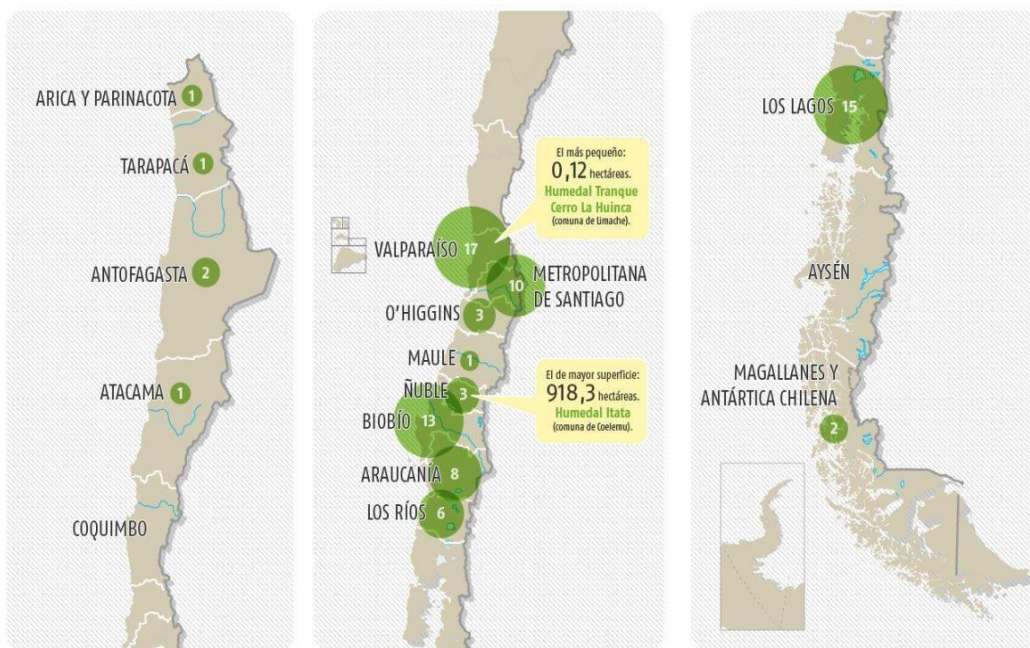 ARICA Y PARINACOTA
1
TARAPACÁ
1
ANTOFAGASTA
2
ATACAMA
1
COQUIMBO
El más pequeño:
0,12 hectáreas.
Humedal Tranque
Cerro La Huinca
(comuna de Limache).
VALPARAÍSO
17
METROPOLITANA
DE SANTIAGO
10
O'HIGGINS
3
MAULE
1
ÑUBLE
3
El de mayor superficie:
918,3 hectáreas.
Humedal Itata
(comuna de Coelemu).
BIOBÍO
13
ARAUCANÍA
8
LOS RÍOS
6
LOS LAGOS
15
AYSÉN
MAGALLANES Y
ANTÁRTICA CHILENA
2